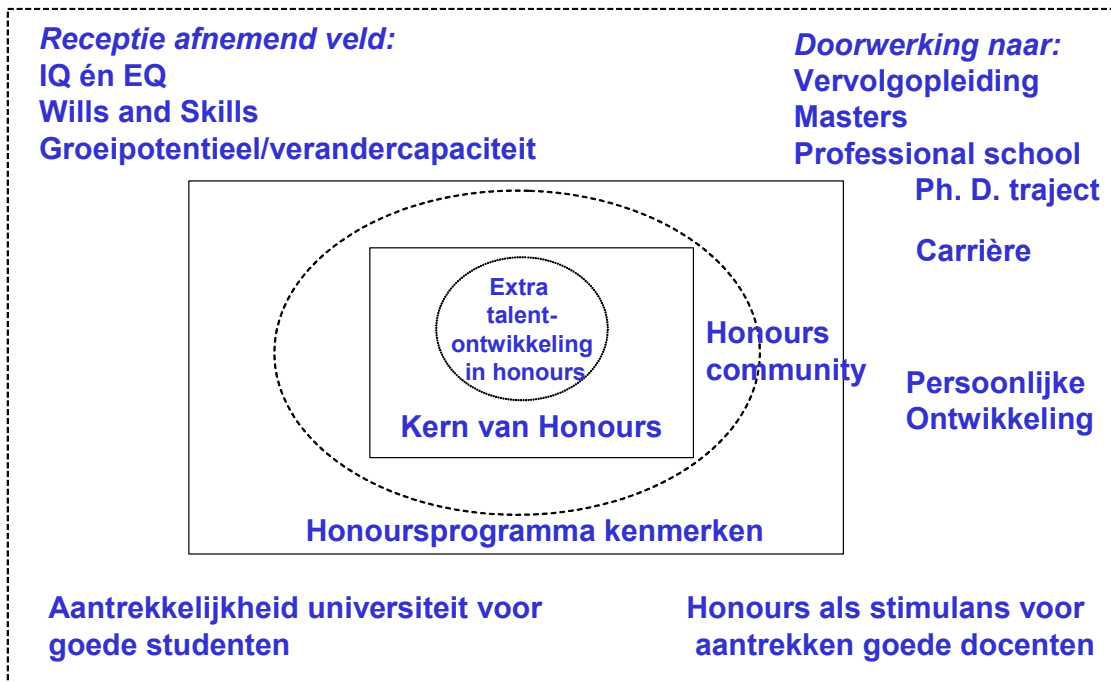 Receptie afnemend veld:
IQ én EQ
Wills and Skills
Groeipotentieel/verandercapaciteit
Doorwerking naar:
Vervolgopleiding
Masters
Professional school
Ph. D. traject
Carrière
Persoonlijke
Ontwikkeling
Extra
talent-
ontwikkeling
in honours
Honours
community
Kern van Honours
Honoursprogramma kenmerken
Aantrekkelijkheid universiteit voor
goede studenten
Honours als stimulans voor
aantrekken goede docenten